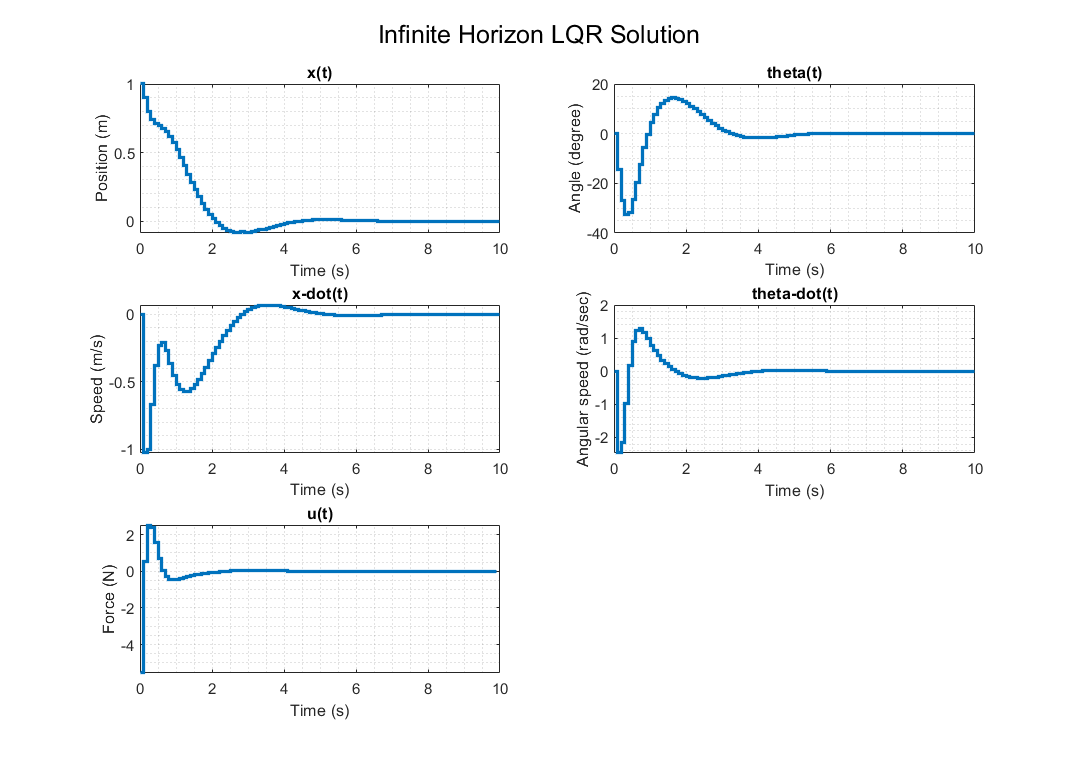 Infinite Horizon LQR Solution
x(t)
Position (m)
1
0.5
0
0 2 4 6 8 10
Time (s)
theta(t)
Angle (degree)
20
0
-20
-40
0 2 4 6 8 10
Time (s)
x-dot(t)
Speed (m/s)
0
-0.5
-1
0 2 4 6 8 10
Time (s)
theta-dot(t)
Angular speed (rad/sec)
2
1
0
-1
-2
0 2 4 6 8 10
Time (s)
u(t)
Force (N)
2
0
-2
-4
0 2 4 6 8 10
Time (s)